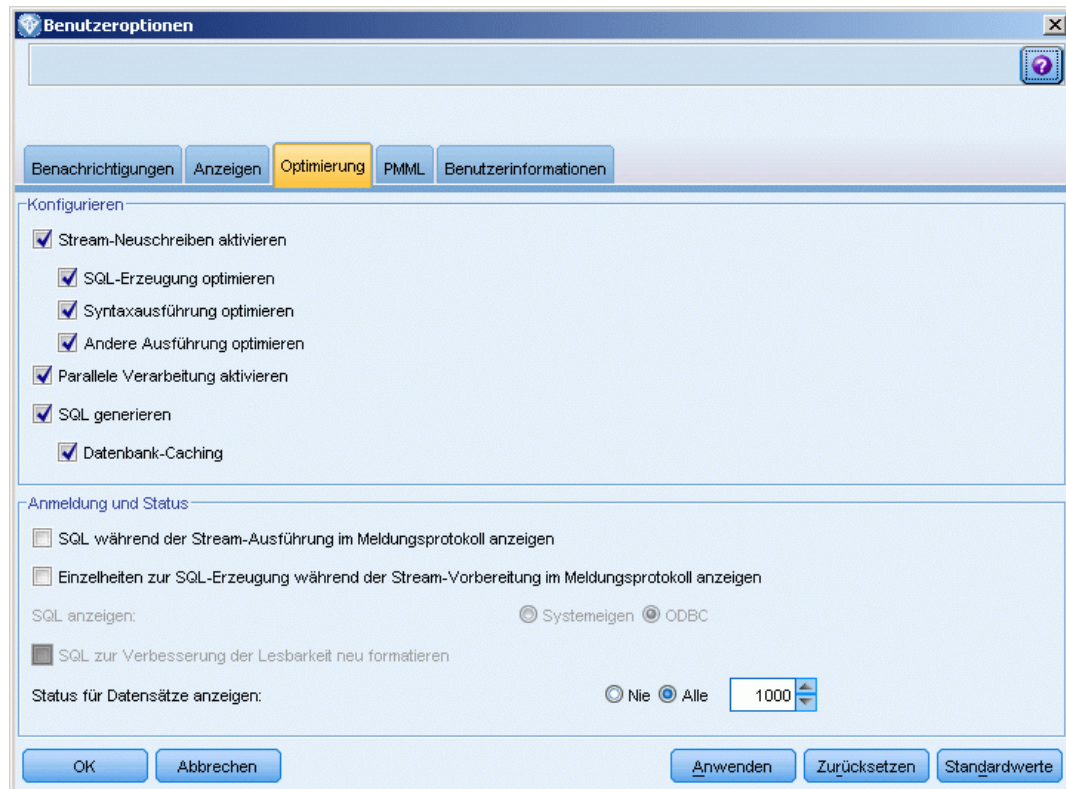 Benutzeroptionen
Benachrichtigungen Anzeigen Optimierung PMML Benutzerinformationen
Konfigurieren
Stream-Neuschreiben aktivieren
SQL-Erzeugung optimieren
Syntaxausführung optimieren
Andere Ausführung optimieren
Parallele Verarbeitung aktivieren
SQL generieren
Datenbank-Caching
Anmeldung und Status
SQL während der Stream-Ausführung im Meldungsprotokoll anzeigen
Einzelheiten zur SQL-Erzeugung während der Stream-Vorbereitung im Meldungsprotokoll anzeigen
SQL anzeigen: Systemeigen ODBC
SQL zur Verbesserung der Lesbarkeit neu formatieren
Status für Datensätze anzeigen: Nie Alle 1000
OK Abbrechen Anwenden Zurücksetzen Standardwerte